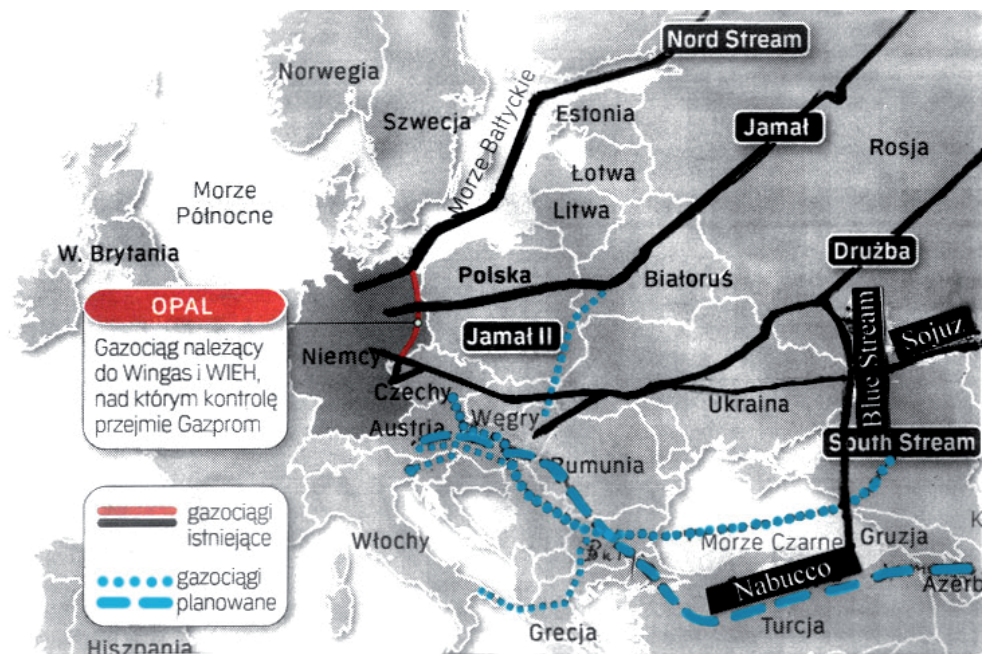 Nord Stream
Norwegia
Szwecja
Morze Bałtyckie
Estonia
Jamał
Rosja
Łotwa
Morze
Północne
Litwa
W. Brytania
Polska
Białoruś
Drużba
OPAL
Gazociąg należący
do Wingas i WIEH,
nad którym kontrolę
przejmie Gazprom
Jamał II
Niemcy
Blue Stream
Sojuz
Czechy
Węgry
Ukraina
Austria
South Stream
Rumunia
gazociągi
istniejące
Włochy
Morze Czarne
Gruzja
gazociągi
planowane
Nabucco
Azerb
Turcja
Grecja
Hiszpania